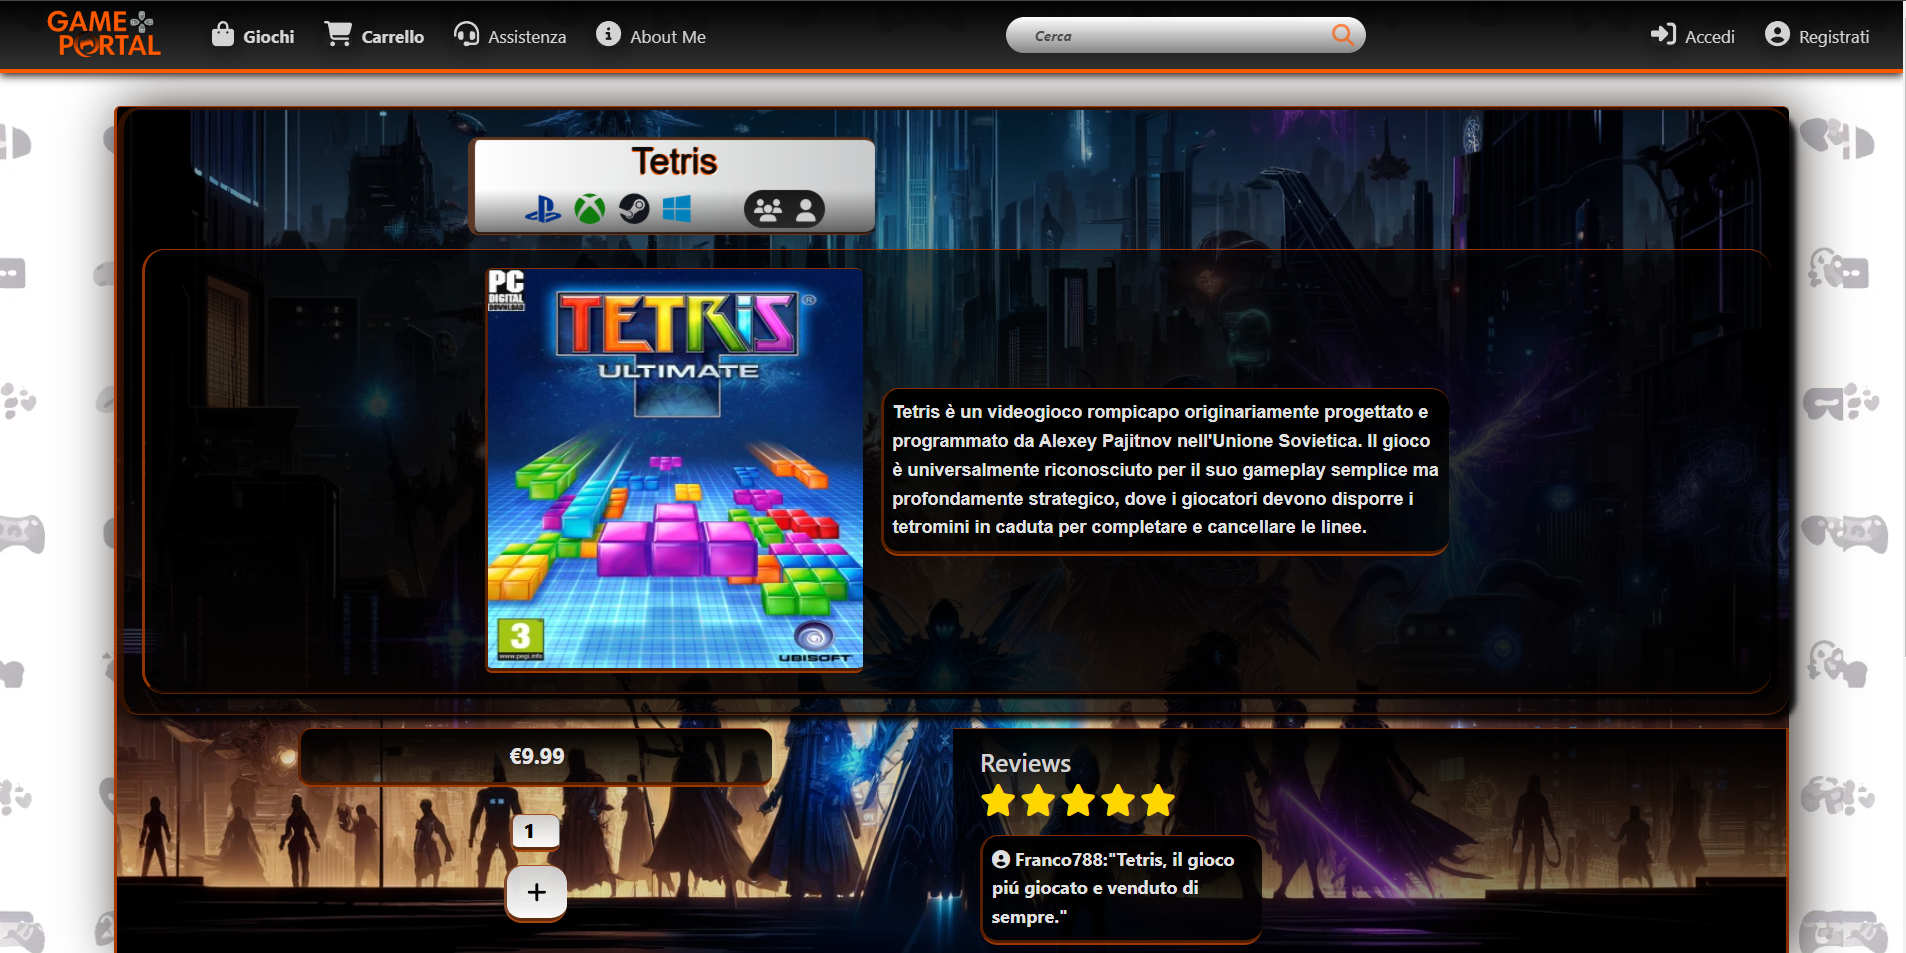 GAME
PORTAL
Giochi
Carrello
Assistenza
About Me
Cerca
Accedi
Registrati
Tetris
PC
DIGITAL
DOWNLOAD
TETRIS®
ULTIMATE
3
www.pegi.info
UBISOFT
Tetris è un videogioco rompicapo originariamente progettato e
programmato da Alexey Pajitnov nell'Unione Sovietica. Il gioco
è universalmente riconosciuto per il suo gameplay semplice ma
profondamente strategico, dove i giocatori devono disporre i
tetromini in caduta per completare e cancellare le linee.
€9.99
1
+
Reviews
Franco788:"Tetris, il gioco
piú giocato e venduto di
sempre."